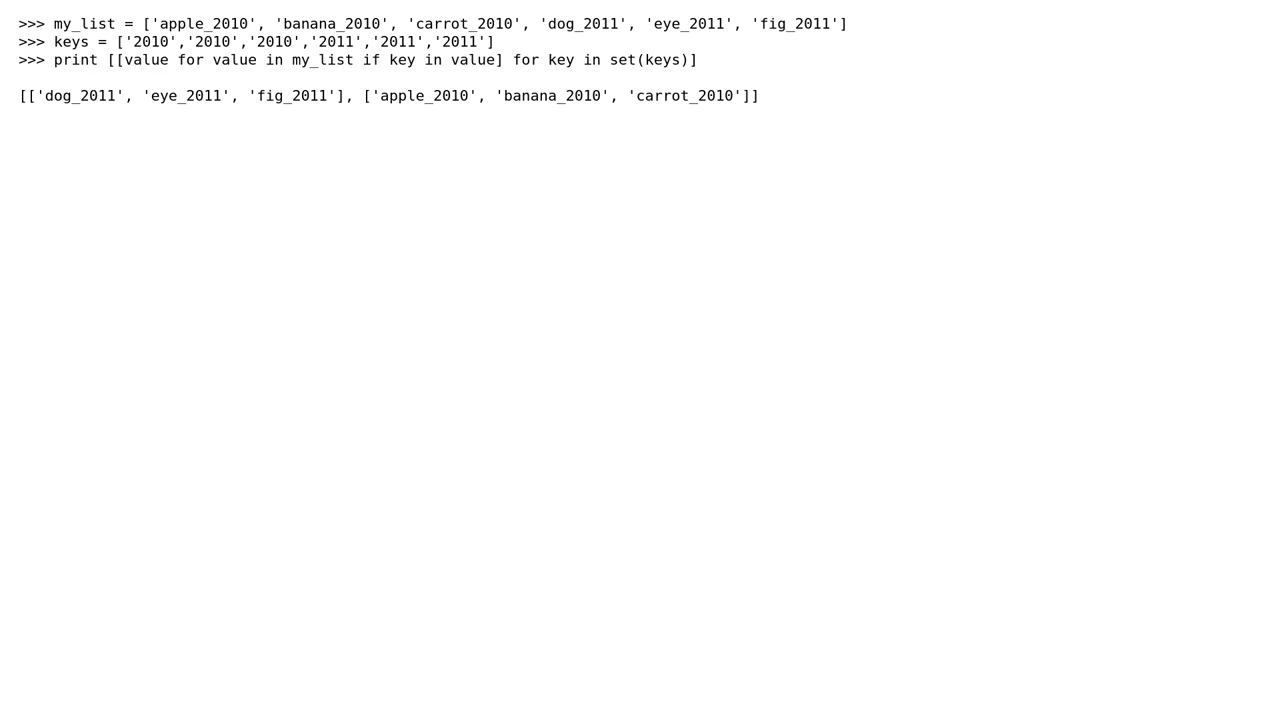 >>> my_list = ['apple_2010', 'banana_2010', 'carrot_2010', 'dog_2011', 'eye_2011', 'fig_2011']
>>> keys = ['2010','2010','2010','2011','2011','2011']
>>> print [[value for value in my_list if key in value] for key in set(keys)]
[['dog_2011', 'eye_2011', 'fig_2011'], ['apple_2010', 'banana_2010', 'carrot_2010']]